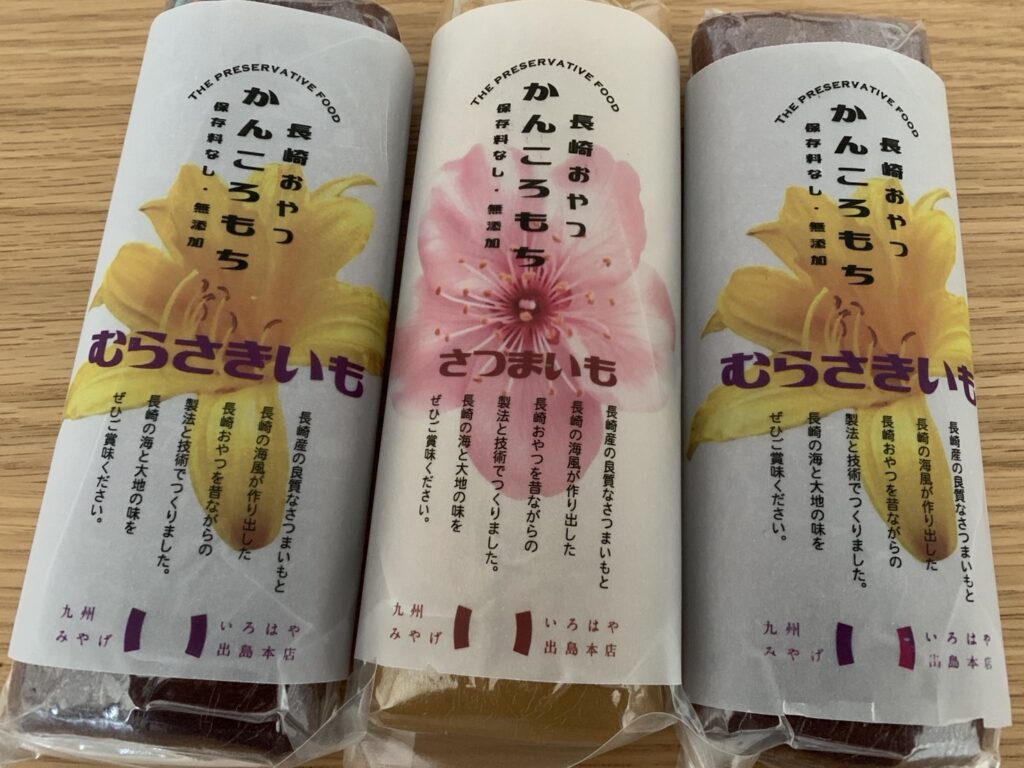 THE PRESERVATIVE FOOD
長崎おやつ
かんころもち
保存料なし・無添加
むらさきいも
長崎産の良質なさつまいもと
長崎の海風が作り出した
長崎おやつを昔ながらの
製法と技術でつくりました。
長崎の海と大地の味を
ぜひご賞味ください。
九州
みやげ
いろはや
出島本店
THE PRESERVATIVE FOOD
長崎おやつ
かんころもち
保存料なし・無添加
さつまいも
長崎産の良質なさつまいもと
長崎の海風が作り出した
長崎おやつを昔ながらの
製法と技術でつくりました。
長崎の海と大地の味を
ぜひご賞味ください。
九州
みやげ
いろはや
出島本店
THE PRESERVATIVE FOOD
長崎おやつ
かんころもち
保存料なし・無添加
むらさきいも
長崎産の良質なさつまいもと
長崎の海風が作り出した
長崎おやつを昔ながらの
製法と技術でつくりました。
長崎の海と大地の味を
ぜひご賞味ください。
九州
みやげ
いろはや
出島本店